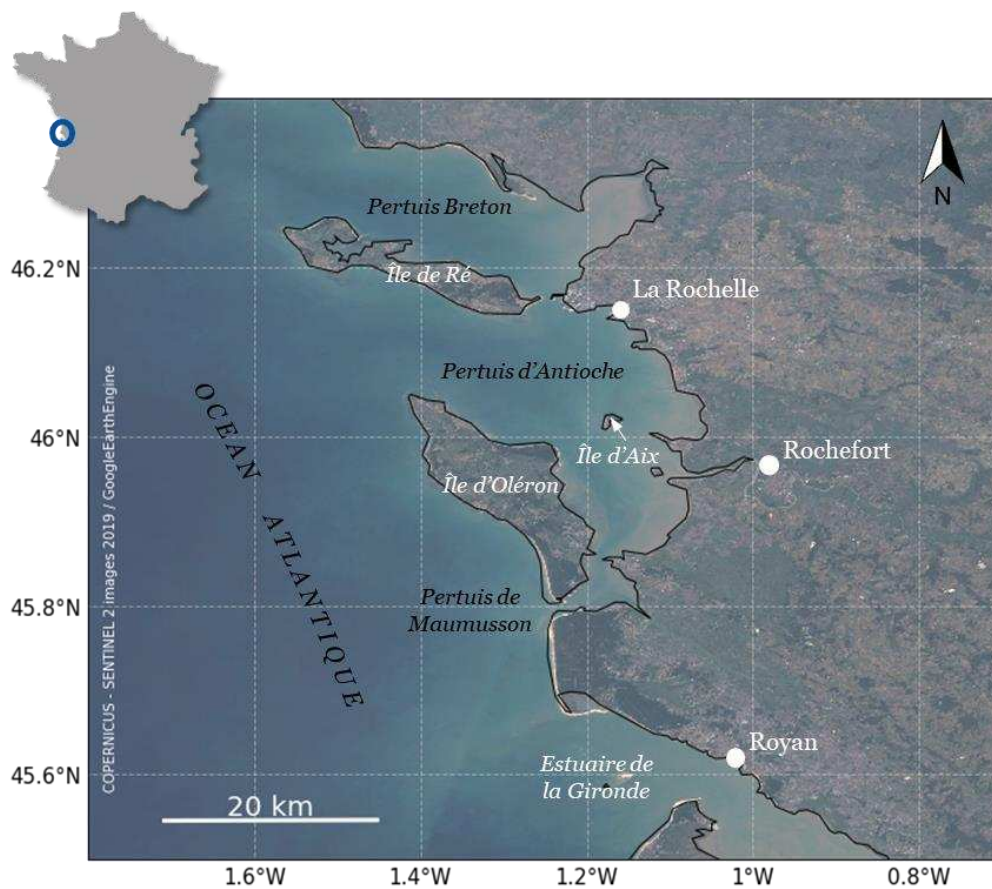 N
Pertuis Breton
46.2°N
Île de Ré
La Rochelle
Pertuis d'Antioche
46°N
Île d'Aix
Rochefort
Île d'Oléron
OCEAN ATLANTIQUE
45.8°N
Pertuis de
Maumusson
COPERNICUS - SENTINEL 2 images 2019 / GoogleEarthEngine
Royan
45.6°N
Estuaire de
la Gironde
20 km
1.6°W
1.4°W
1.2°W
1°W
0.8°W